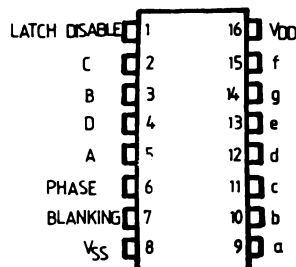 LATCH DISABLE 1 16 VDD
C 2 15 f
B 3 14 g
D 4 13 e
A 5 12 d
PHASE 6 11 c
BLANKING 7 10 b
VSS 8 9 a